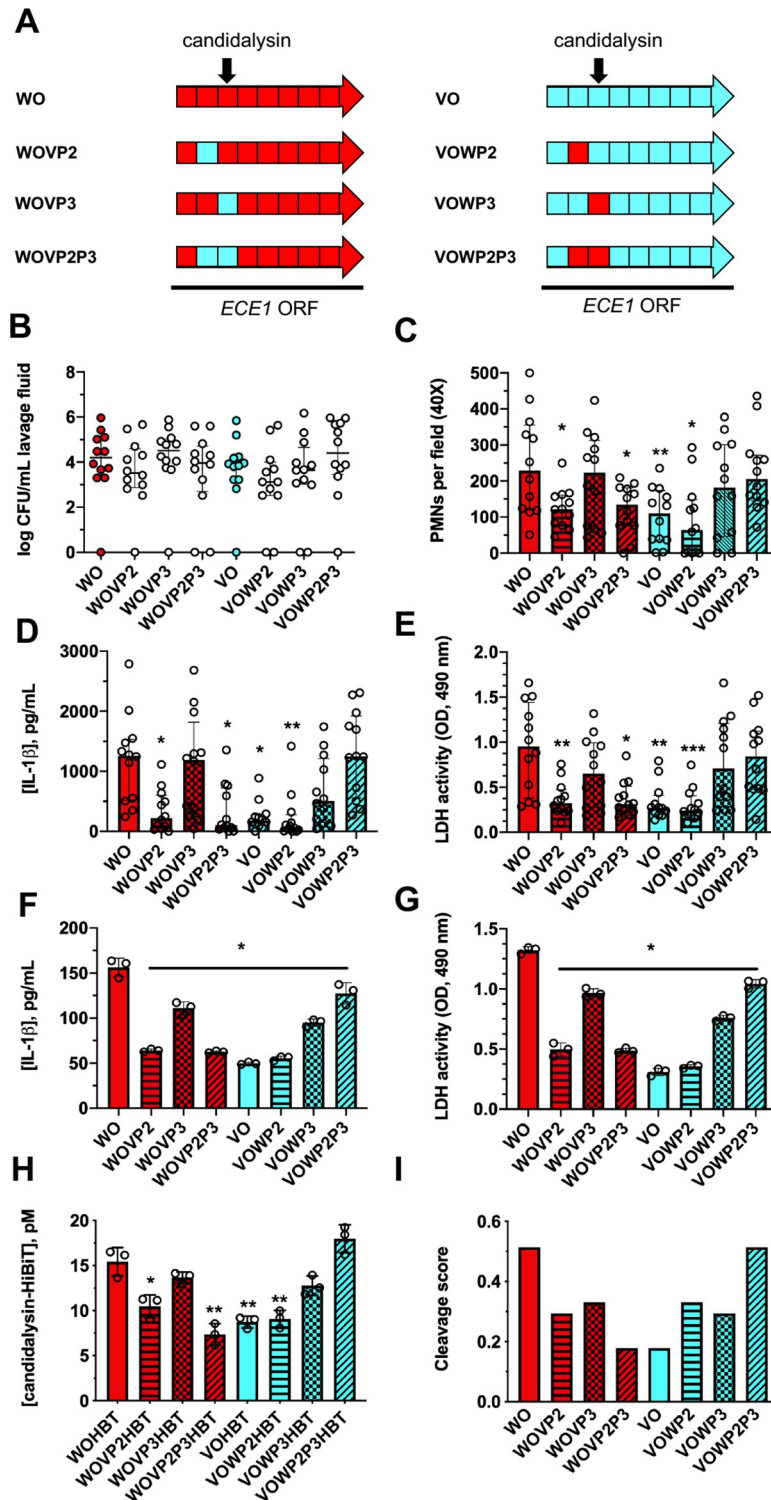 A
candidalysin
candidalysin
WO
VO
WOVP2
VOWP2
WOVP3
VOWP3
WOVP2P3
VOWP2P3
ECE1 ORF
ECE1 ORF
B
log CFU/mL lavage fluid
8
6
4
2
0
WO
WOVP2
WOVP3
WOVP2P3
VO
VOWP2
VOWP3
VOWP2P3
C
PMNs per field (40X)
500
400
300
200
100
0
*
*
**
*
WO
WOVP2
WOVP3
WOVP2P3
VO
VOWP2
VOWP3
VOWP2P3
D
[IL-1β], pg/mL
3000
2000
1000
0
*
*
*
**
WO
WOVP2
WOVP3
WOVP2P3
VO
VOWP2
VOWP3
VOWP2P3
E
LDH activity (OD, 490 nm)
2.0
1.5
1.0
0.5
0.0
**
*
**
***
WO
WOVP2
WOVP3
WOVP2P3
VO
VOWP2
VOWP3
VOWP2P3
F
[IL-1β], pg/mL
200
150
100
50
0
*
WO
WOVP2
WOVP3
WOVP2P3
VO
VOWP2
VOWP3
VOWP2P3
G
LDH activity (OD, 490 nm)
1.5
1.0
0.5
0.0
*
WO
WOVP2
WOVP3
WOVP2P3
VO
VOWP2
VOWP3
VOWP2P3
H
[candidalysin-HiBiT], pM
20
15
10
5
0
*
**
**
**
WOHBT
WOVP2HBT
WOVP3HBT
WOVP2P3HBT
VOHBT
VOWP2HBT
VOWP3HBT
VOWP2P3HBT
I
Cleavage score
0.6
0.4
0.2
0.0
WO
WOVP2
WOVP3
WOVP2P3
VO
VOWP2
VOWP3
VOWP2P3